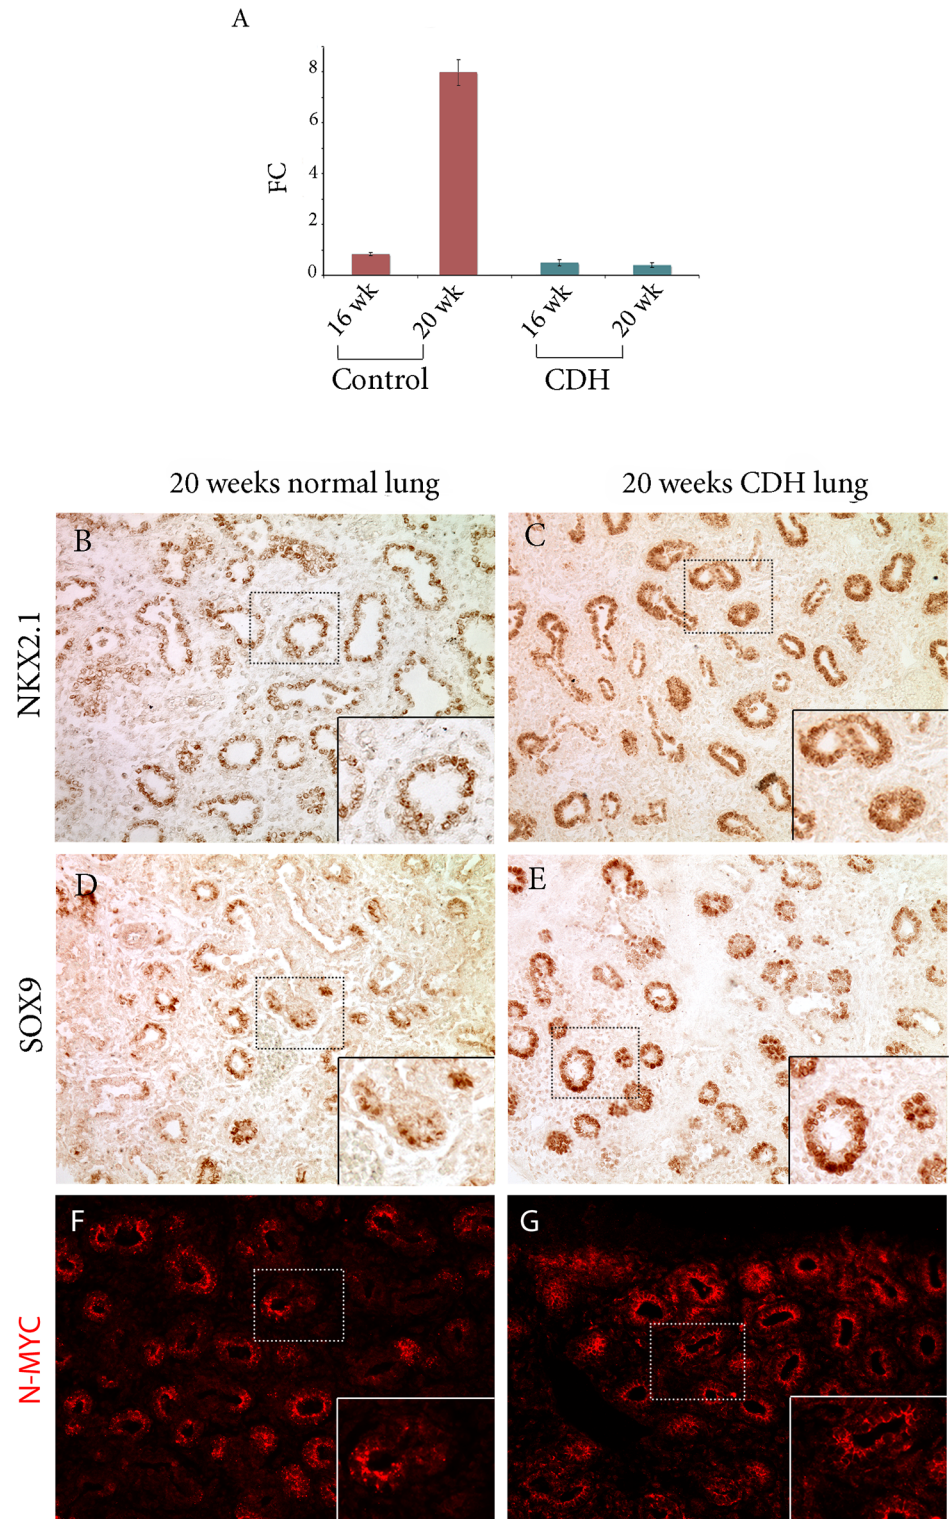 A
8
6
4
2
0
FC
16 wk
20 wk
16 wk
20 wk
Control
CDH
20 weeks normal lung
20 weeks CDH lung
NKX2.1
B
C
SOX9
D
E
N-MYC
F
G